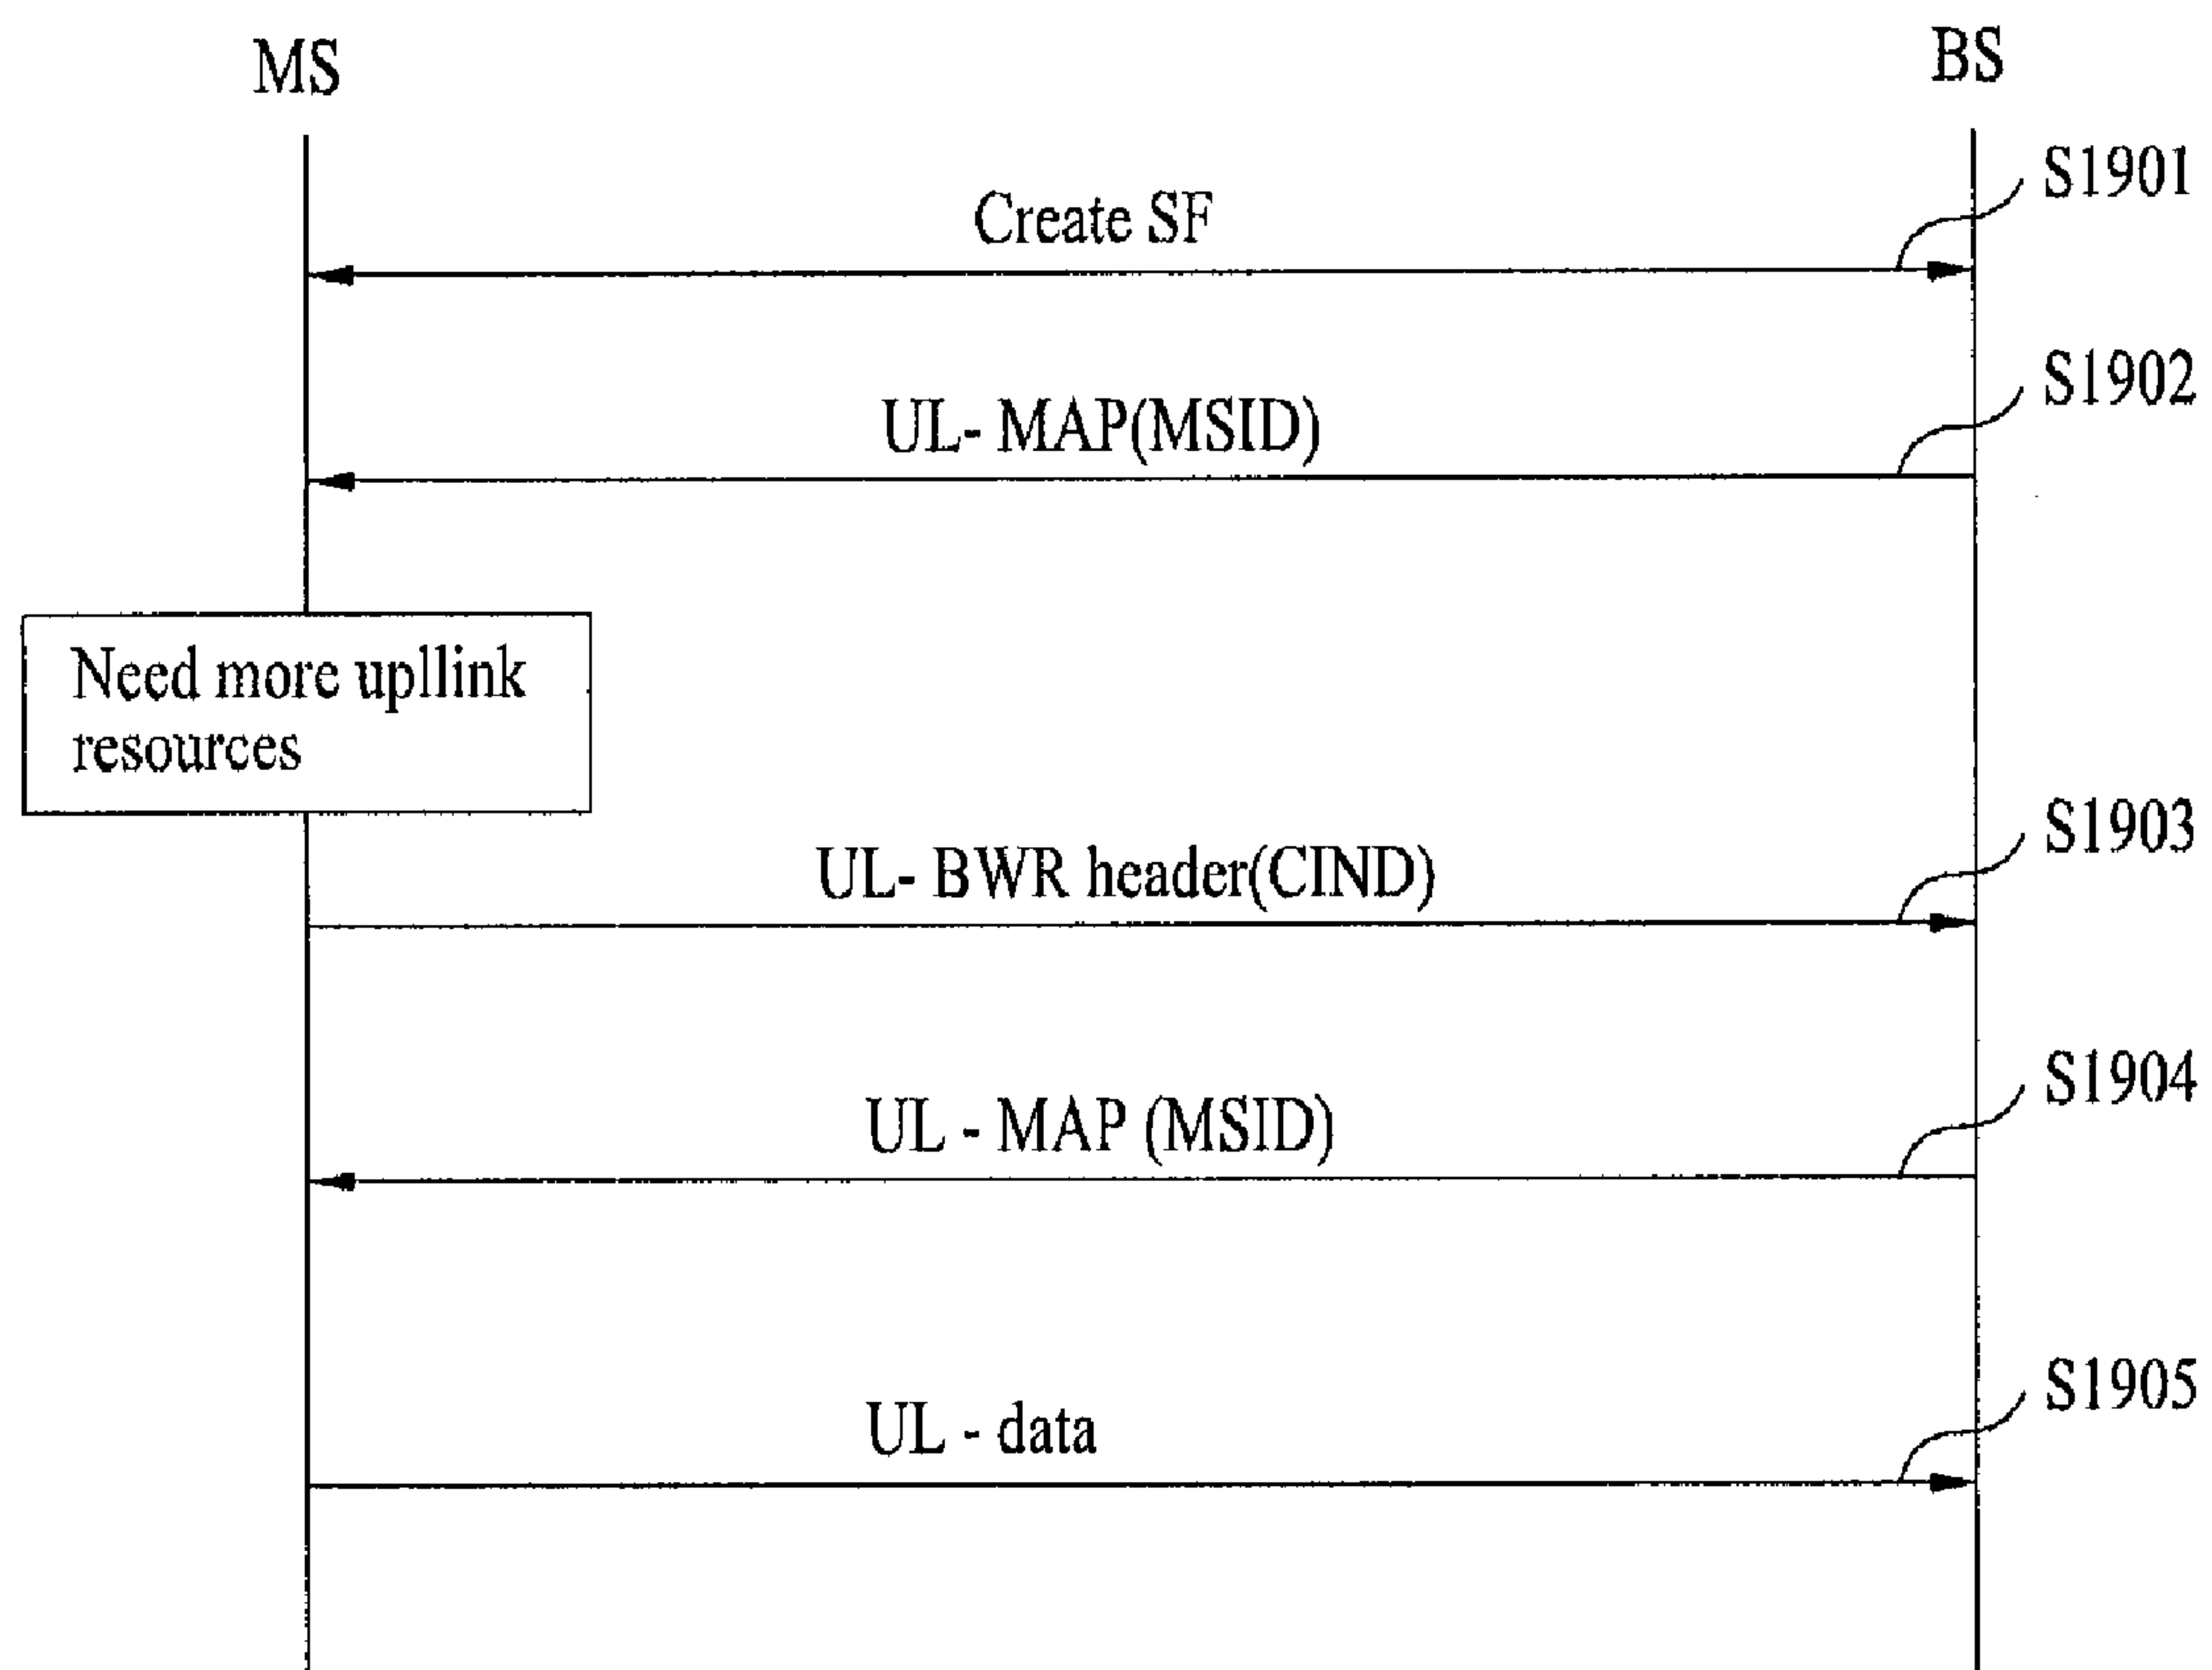 MS
BS
S1901
Create SF
S1902
UL- MAP(MSID)
Need more upllink
resources
S1903
UL- BWR header(CIND)
S1904
UL - MAP (MSID)
S1905
UL - data